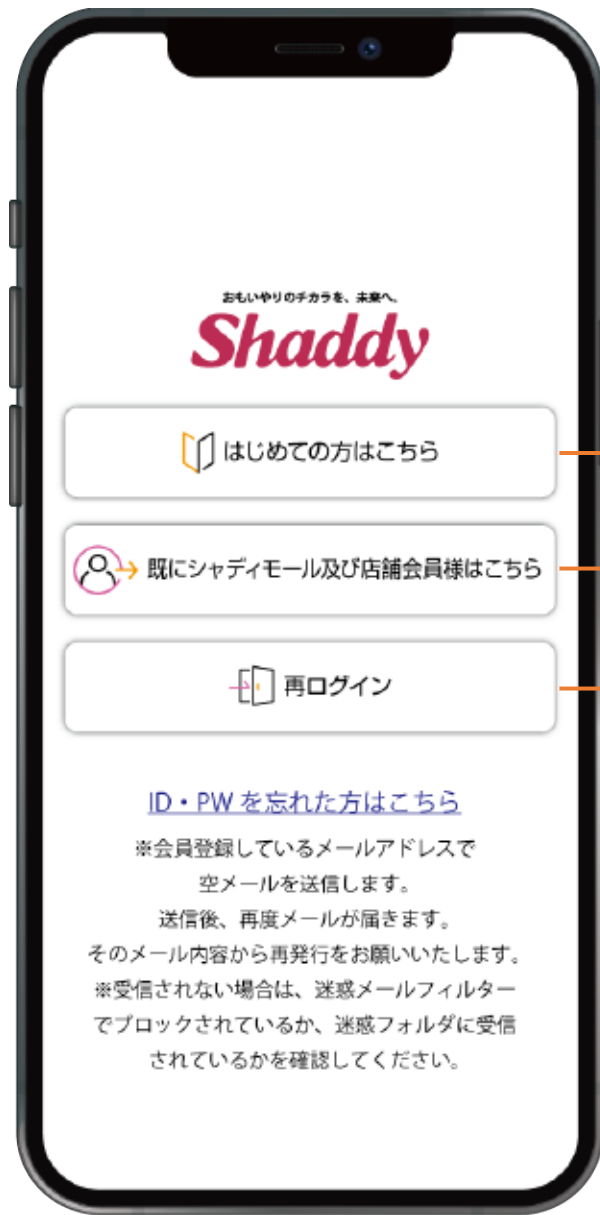 おもいやりのチカラを、未来へ。
Shaddy
はじめての方はこちら
既にシャディモール及び店舗会員様はこちら
再ログイン
ID・PW を忘れた方はこちら
※会員登録しているメールアドレスで
空メールを送信します。
送信後、再度メールが届きます。
そのメール内容から再発行をお願いいたします。
※受信されない場合は、迷惑メールフィルター
でブロックされているか、迷惑フォルダに受信
されているかを確認してください。